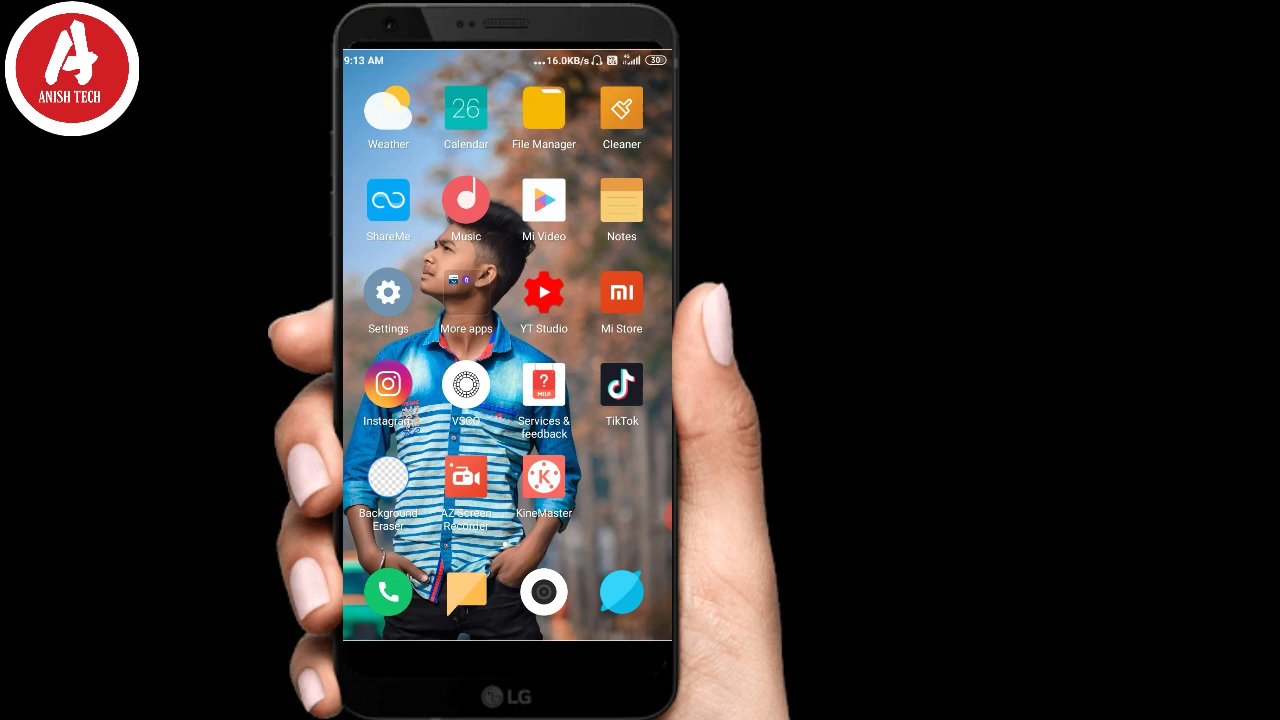 A
ANISH TECH
9:13 AM
...16.0KB/s
4G
30
26
Weather
Calendar
File Manager
Cleaner
ShareMe
Music
Mi Video
Notes
Settings
More apps
YT Studio
Mi Store
?
MIUI
Instagram
VSCO
Services &
feedback
TikTok
K
Background
Eraser
AZ Screen
Recorder
KineMaster
LG